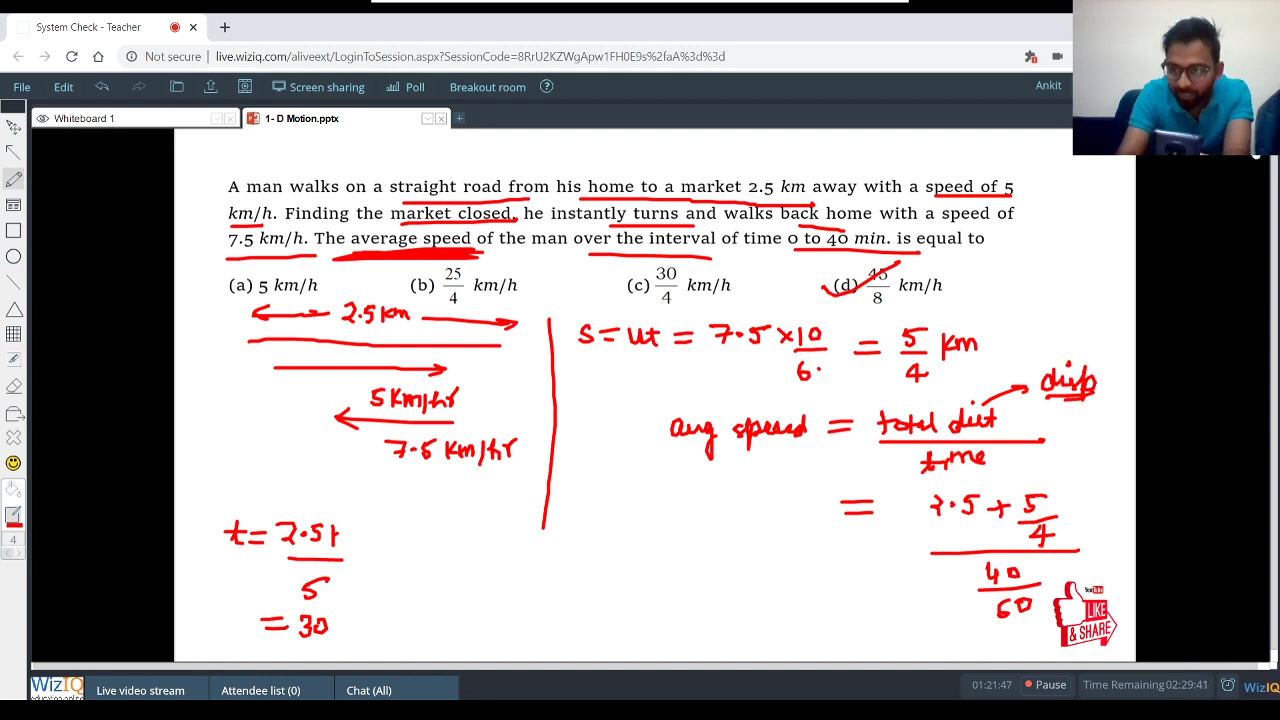 System Check - Teacher
Not secure | live.wiziq.com/aliveext/LoginToSession.aspx?SessionCode=8RrU2KZWgApw1FH0E9s%2faA%3d%3d
File Edit Screen sharing Poll Breakout room Ankit
Whiteboard 1 1- D Motion.pptx
A man walks on a straight road from his home to a market 2.5 km away with a speed of 5
km/h. Finding the market closed, he instantly turns and walks back home with a speed of
7.5 km/h. The average speed of the man over the interval of time 0 to 40 min. is equal to
(a) 5 km/h (b) 25/4 km/h (c) 30/4 km/h (d) 45/8 km/h
2.5 km
5 km/hr
7.5 km/hr
t = 2.5
5
= 30
S = ut = 7.5 × 10/6 = 5/4 km
disp
avg speed = total dist
time
= 2.5 + 5/4
40/60
YouTube
LIKE
& SHARE
4
WizIQ
education.online
Live video stream Attendee list (0) Chat (All) 01:21:47 Pause Time Remaining 02:29:41 WizIQ